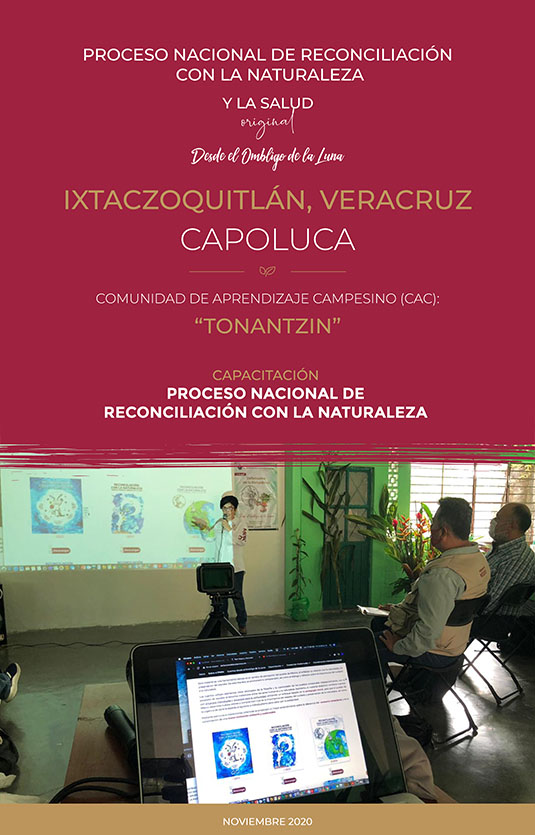 PROCESO NACIONAL DE RECONCILIACIÓN
CON LA NATURALEZA
Y LA SALUD
original
Desde el Ombligo de la Luna
IXTACZOQUITLÁN, VERACRUZ
CAPOLUCA
COMUNIDAD DE APRENDIZAJE CAMPESINO (CAC):
“TONANTZIN”
CAPACITACIÓN
PROCESO NACIONAL DE
RECONCILIACIÓN CON LA NATURALEZA
NOVIEMBRE 2020